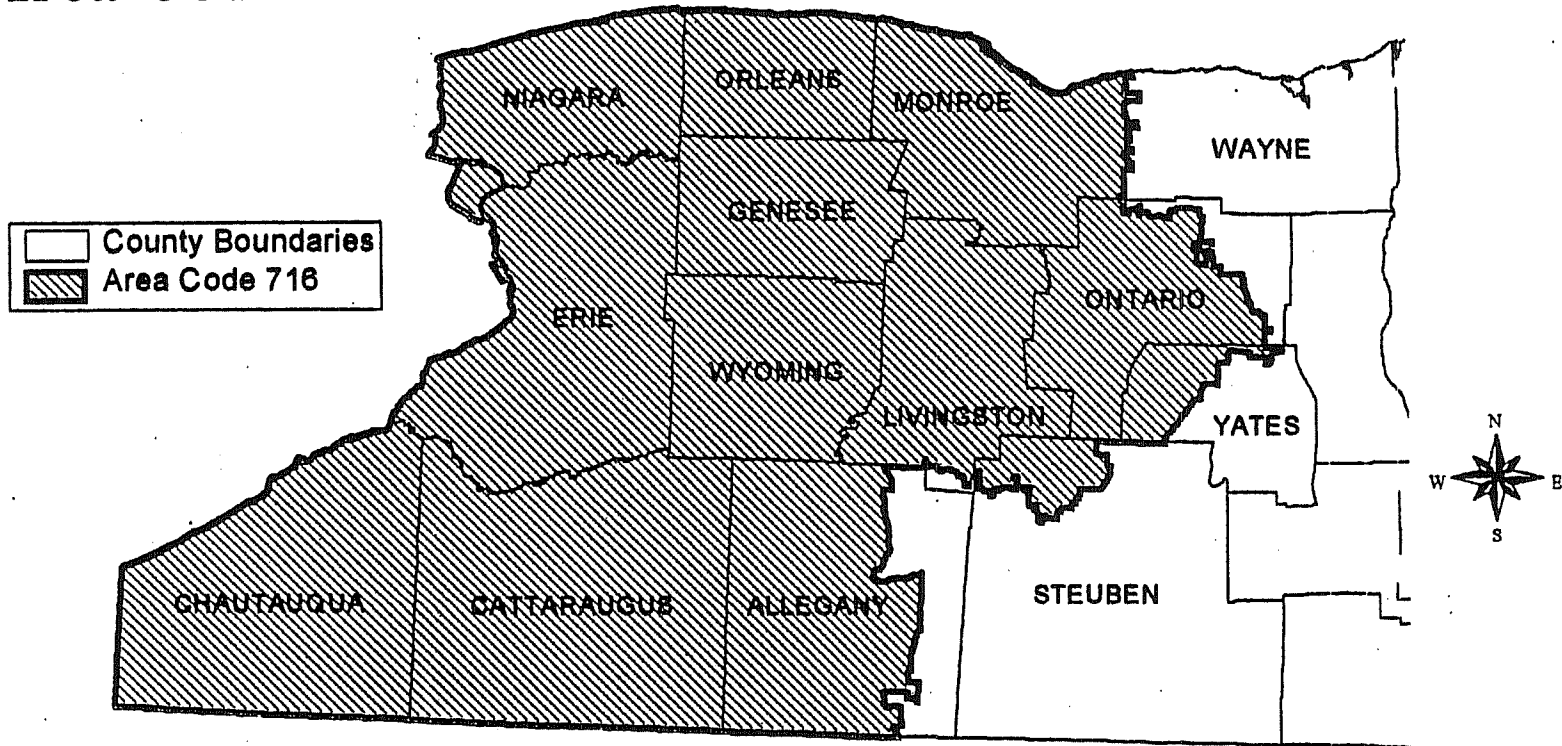 NIAGARA
ORLEANS
MONROE
WAYNE
GENESEE
County Boundaries
Area Code 716
ONTARIO
ERIE
WYOMING
LIVINGSTON
YATES
N
W E
S
CHAUTAUQUA
CATTARAUGUS
ALLEGANY
STEUBEN